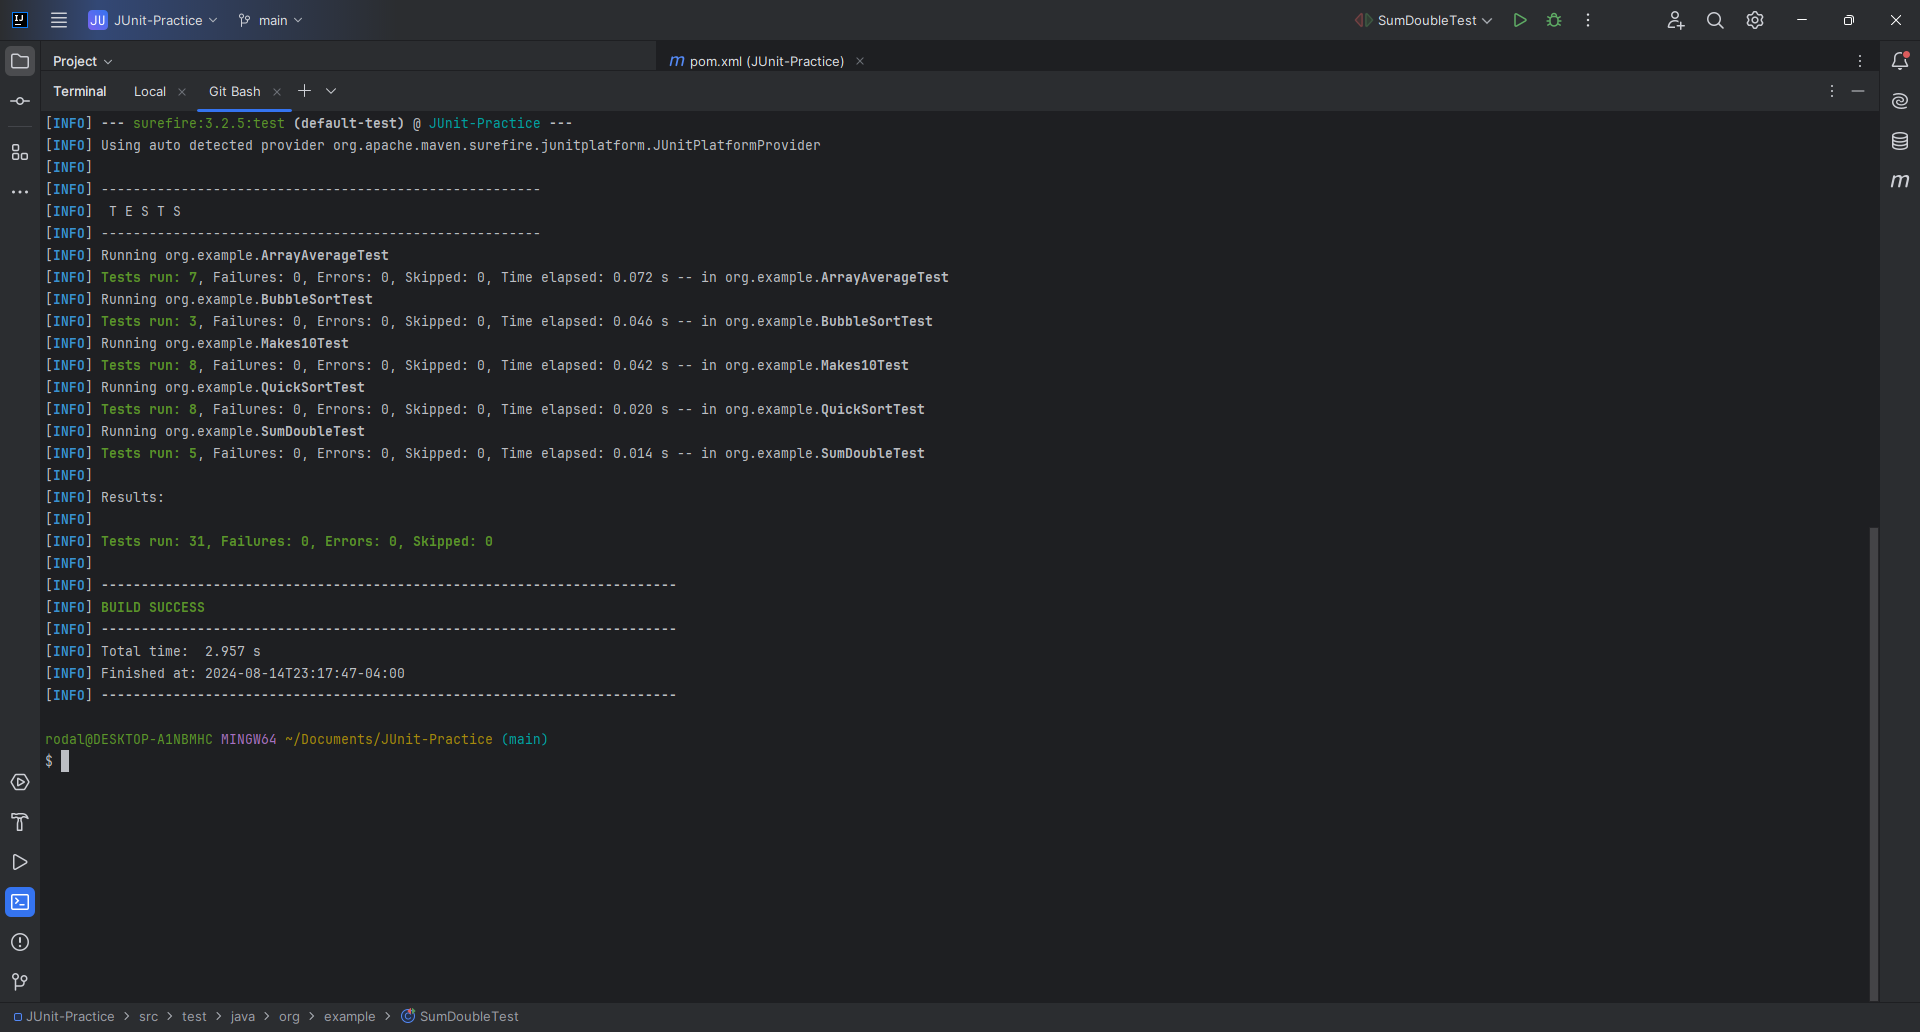 JU JUnit-Practice main SumDoubleTest
Project
pom.xml (JUnit-Practice)
Terminal Local Git Bash
[INFO] --- surefire:3.2.5:test (default-test) @ JUnit-Practice ---
[INFO] Using auto detected provider org.apache.maven.surefire.junitplatform.JUnitPlatformProvider
[INFO]
[INFO] -------------------------------------------------------
[INFO]  T E S T S
[INFO] -------------------------------------------------------
[INFO] Running org.example.ArrayAverageTest
[INFO] Tests run: 7, Failures: 0, Errors: 0, Skipped: 0, Time elapsed: 0.072 s -- in org.example.ArrayAverageTest
[INFO] Running org.example.BubbleSortTest
[INFO] Tests run: 3, Failures: 0, Errors: 0, Skipped: 0, Time elapsed: 0.046 s -- in org.example.BubbleSortTest
[INFO] Running org.example.Makes10Test
[INFO] Tests run: 8, Failures: 0, Errors: 0, Skipped: 0, Time elapsed: 0.042 s -- in org.example.Makes10Test
[INFO] Running org.example.QuickSortTest
[INFO] Tests run: 8, Failures: 0, Errors: 0, Skipped: 0, Time elapsed: 0.020 s -- in org.example.QuickSortTest
[INFO] Running org.example.SumDoubleTest
[INFO] Tests run: 5, Failures: 0, Errors: 0, Skipped: 0, Time elapsed: 0.014 s -- in org.example.SumDoubleTest
[INFO]
[INFO] Results:
[INFO]
[INFO] Tests run: 31, Failures: 0, Errors: 0, Skipped: 0
[INFO]
[INFO] ------------------------------------------------------------------------
[INFO] BUILD SUCCESS
[INFO] ------------------------------------------------------------------------
[INFO] Total time:  2.957 s
[INFO] Finished at: 2024-08-14T23:17:47-04:00
[INFO] ------------------------------------------------------------------------
rodal@DESKTOP-A1NBMHC MINGW64 ~/Documents/JUnit-Practice (main)
$
JUnit-Practice > src > test > java > org > example > SumDoubleTest